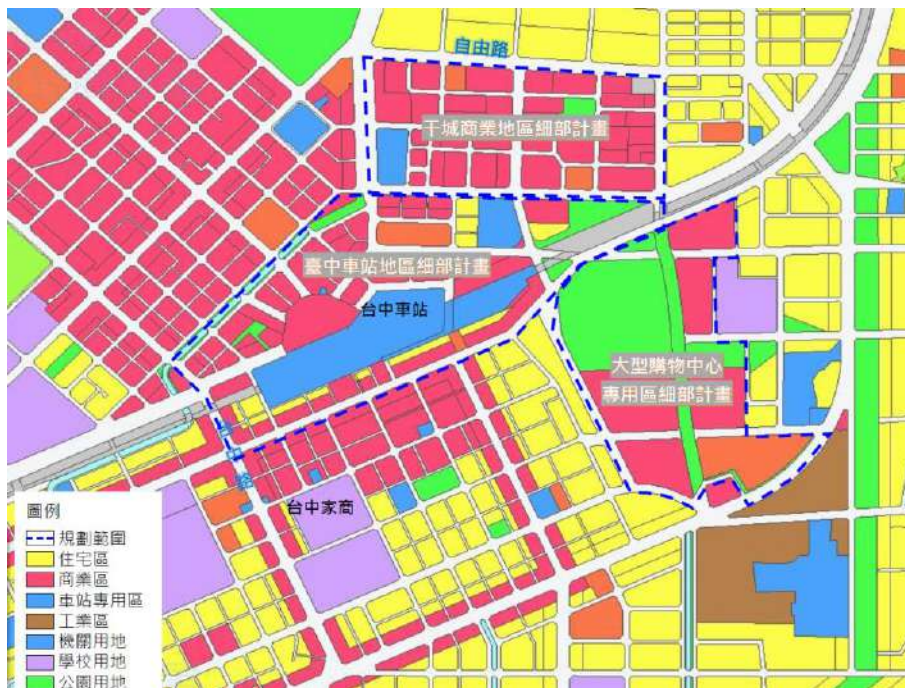 自由路
干城商業地區細部計畫
臺中車站地區細部計畫
台中車站
大型購物中心
專用區細部計畫
台中家商
圖例
規劃範圍
住宅區
商業區
車站專用區
工業區
機關用地
學校用地
公園用地